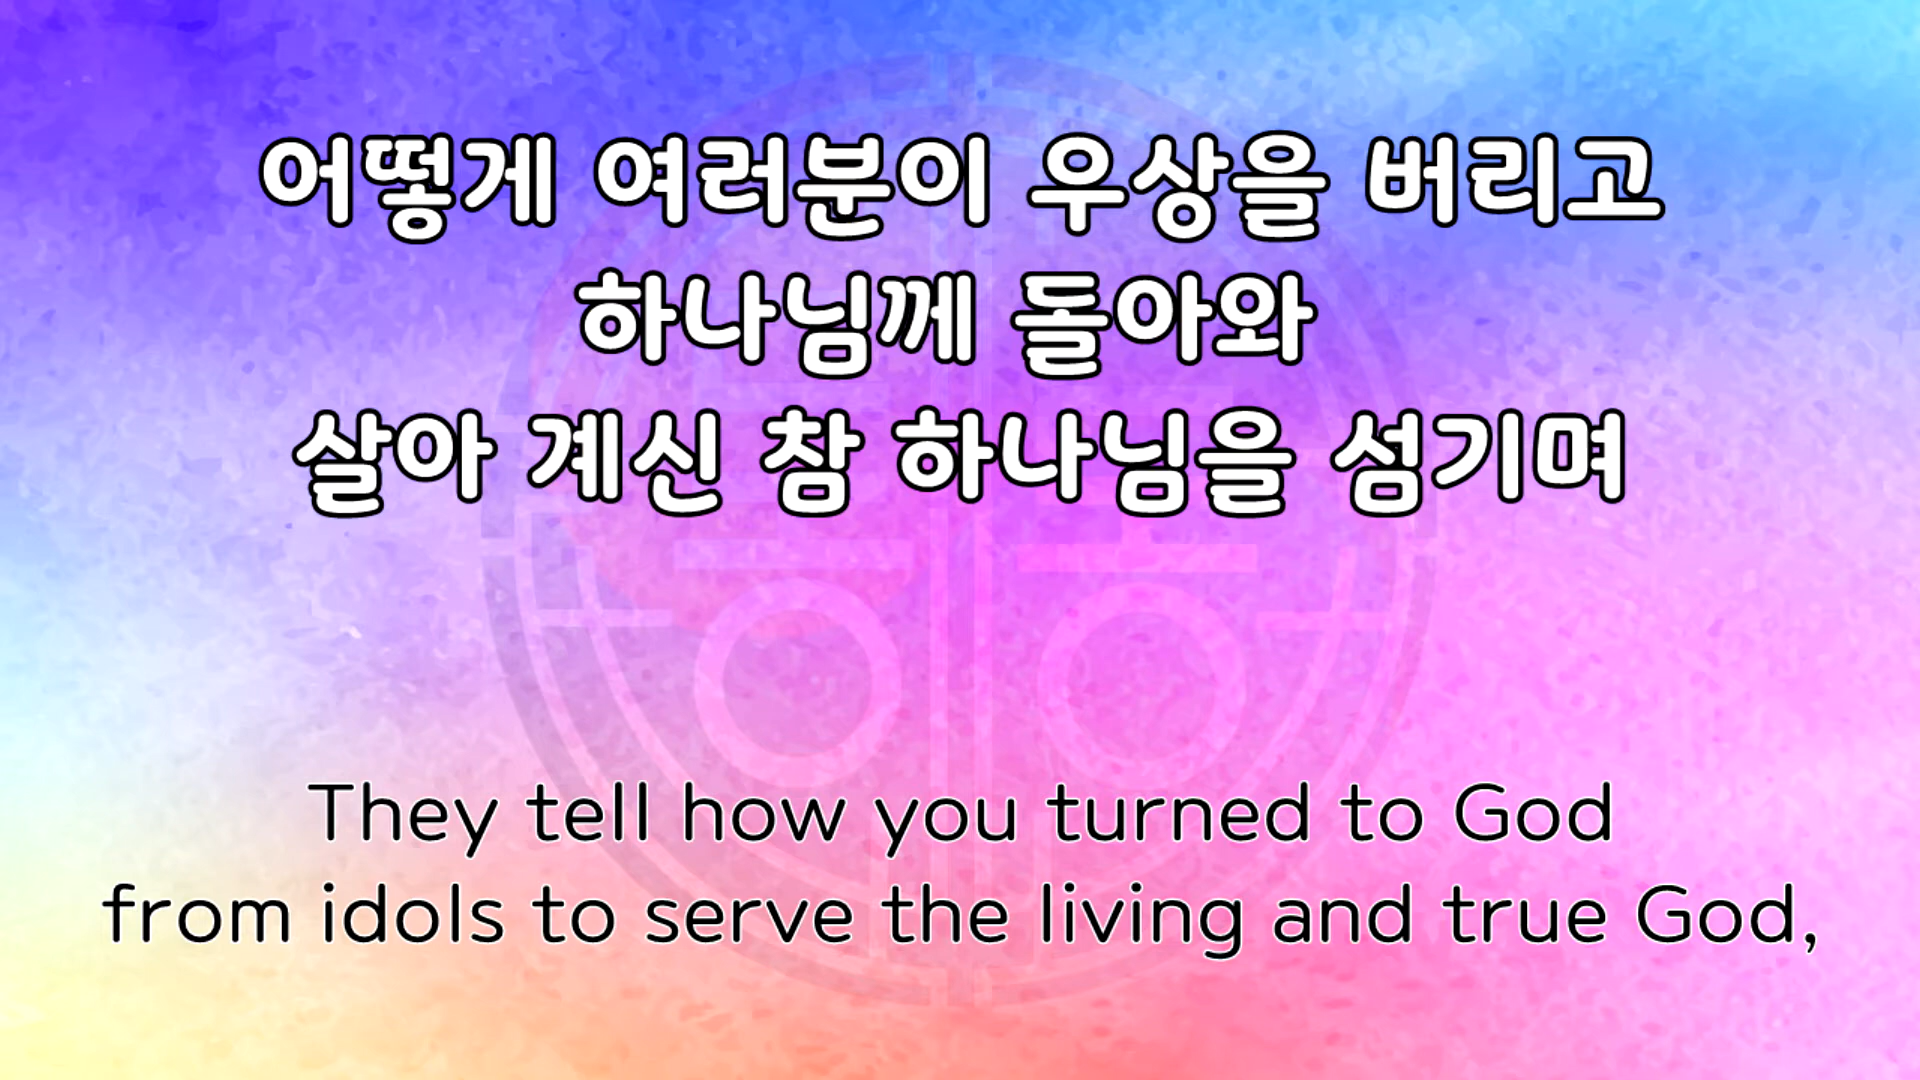 어떻게 여러분이 우상을 버리고
하나님께 돌아와
살아 계신 참 하나님을 섬기며
They tell how you turned to God
from idols to serve the living and true God,